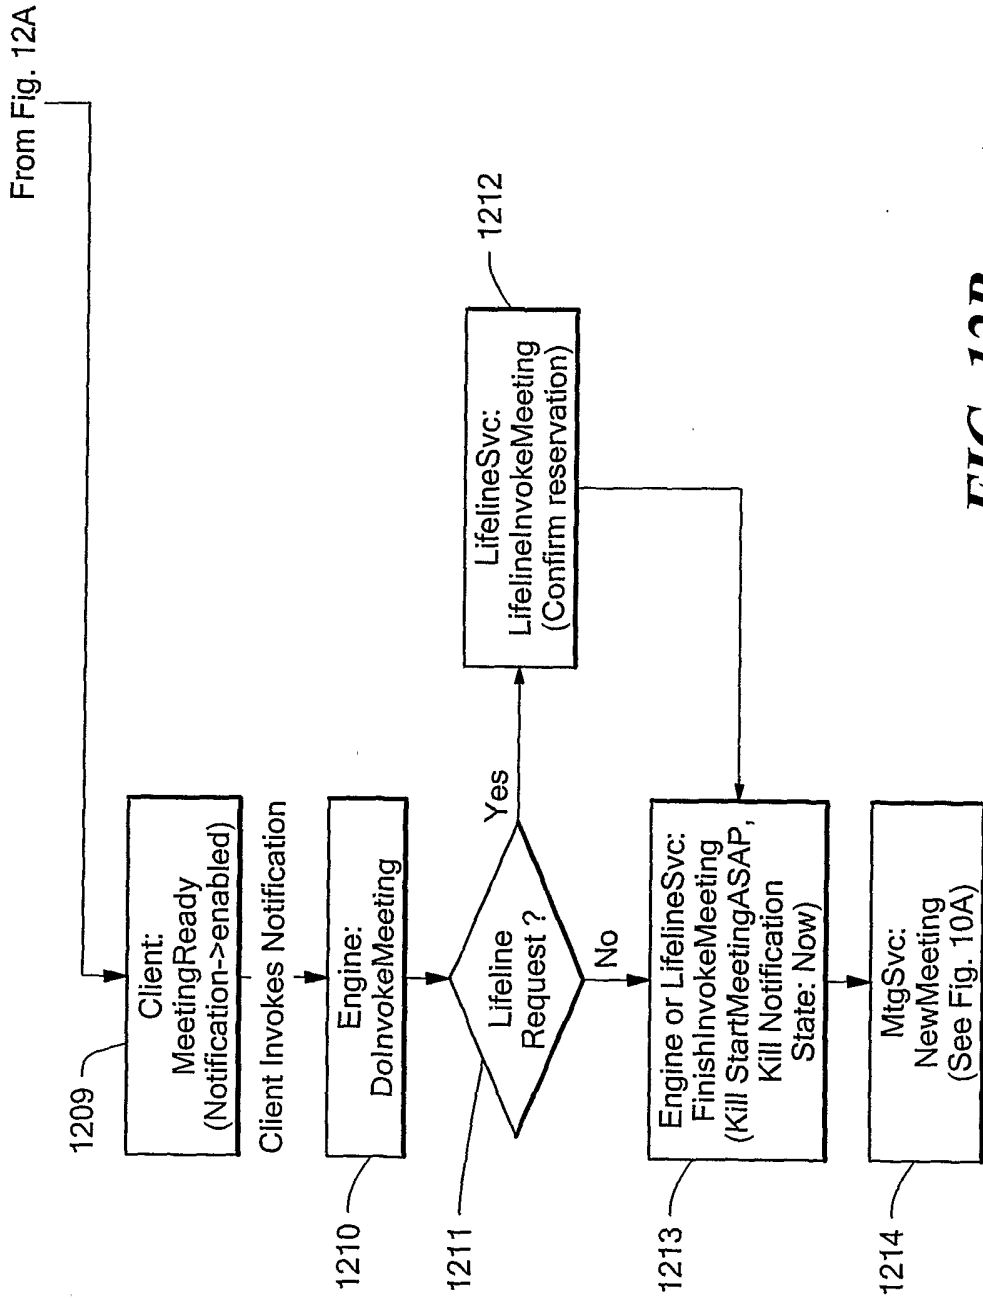 From Fig. 12A
1209
Client:
MeetingReady
(Notification->enabled)
Client Invokes Notification
1210
Engine:
DoInvokeMeeting
1211
Lifeline
Request ?
Yes
No
1212
LifelineSvc:
LifelineInvokeMeeting
(Confirm reservation)
1213
Engine or LifelineSvc:
FinishInvokeMeeting
(Kill StartMeetingASAP,
Kill Notification
State: Now)
1214
MtgSvc:
NewMeeting
(See Fig. 10A)
FIG. 12B